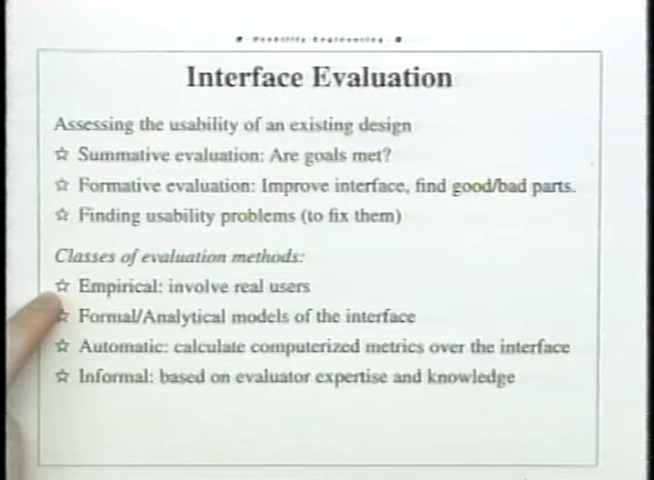 Usability Engineering
Interface Evaluation
Assessing the usability of an existing design
☆ Summative evaluation: Are goals met?
☆ Formative evaluation: Improve interface, find good/bad parts.
☆ Finding usability problems (to fix them)
Classes of evaluation methods:
☆ Empirical: involve real users
☆ Formal/Analytical models of the interface
☆ Automatic: calculate computerized metrics over the interface
☆ Informal: based on evaluator expertise and knowledge